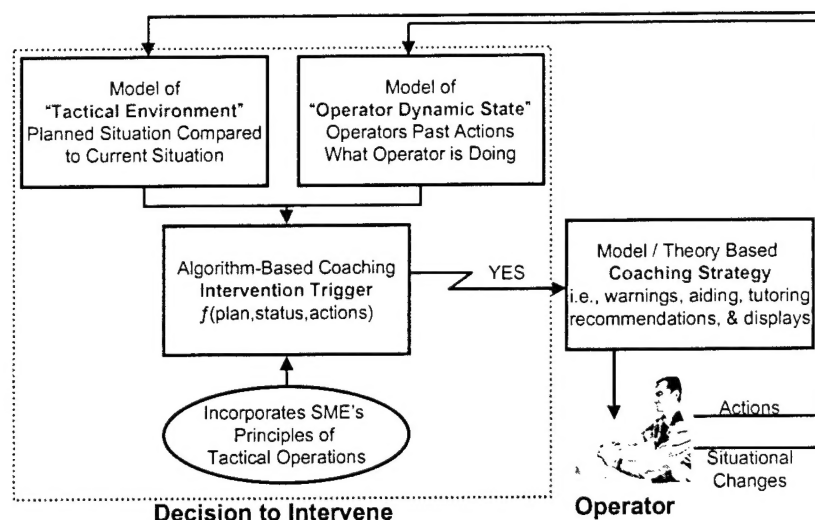 Model of
"Tactical Environment"
Planned Situation Compared
to Current Situation
Model of
"Operator Dynamic State"
Operators Past Actions
What Operator is Doing
Algorithm-Based Coaching
Intervention Trigger
f(plan,status,actions)
YES
Model / Theory Based
Coaching Strategy
i.e., warnings, aiding, tutoring
recommendations, & displays
Incorporates SME's
Principles of
Tactical Operations
Actions
Situational
Changes
Decision to Intervene
Operator